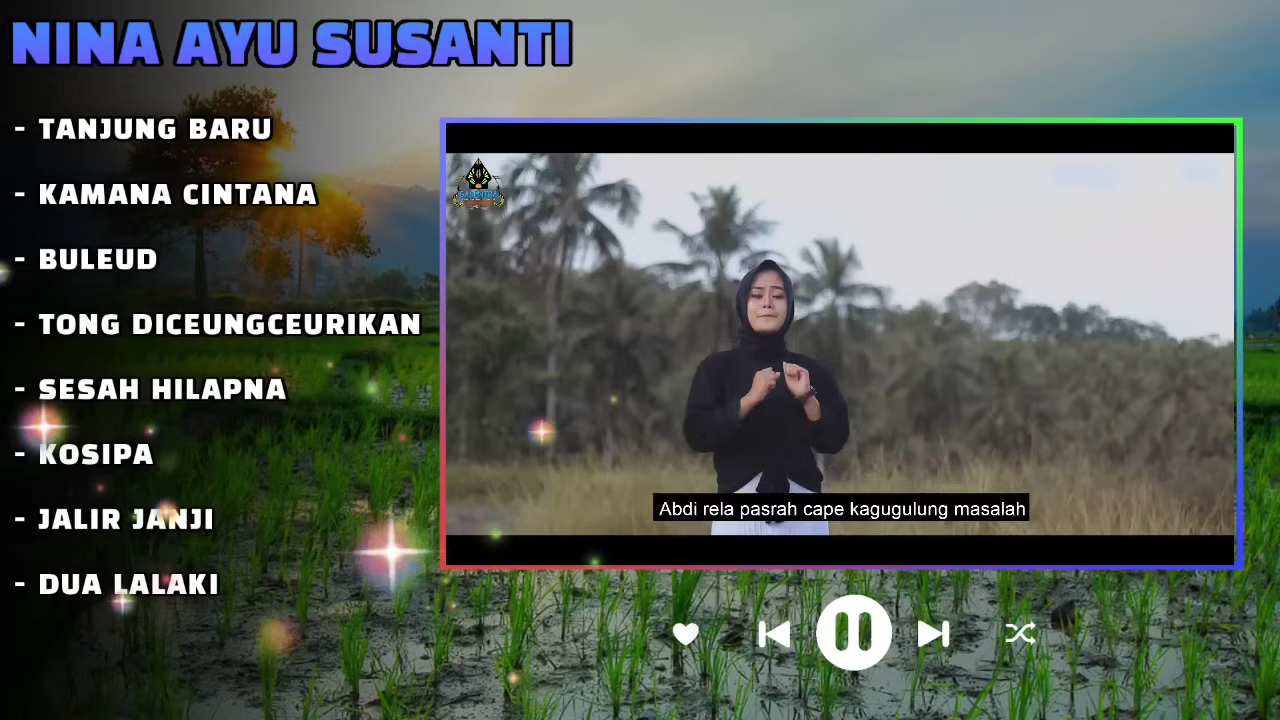 NINA AYU SUSANTI
- TANJUNG BARU
- KAMANA CINTANA
- BULEUD
- TONG DICEUNGCEURIKAN
- SESAH HILAPNA
- KOSIPA
- JALIR JANJI
- DUA LALAKI
Abdi rela pasrah cape kagugulung masalah